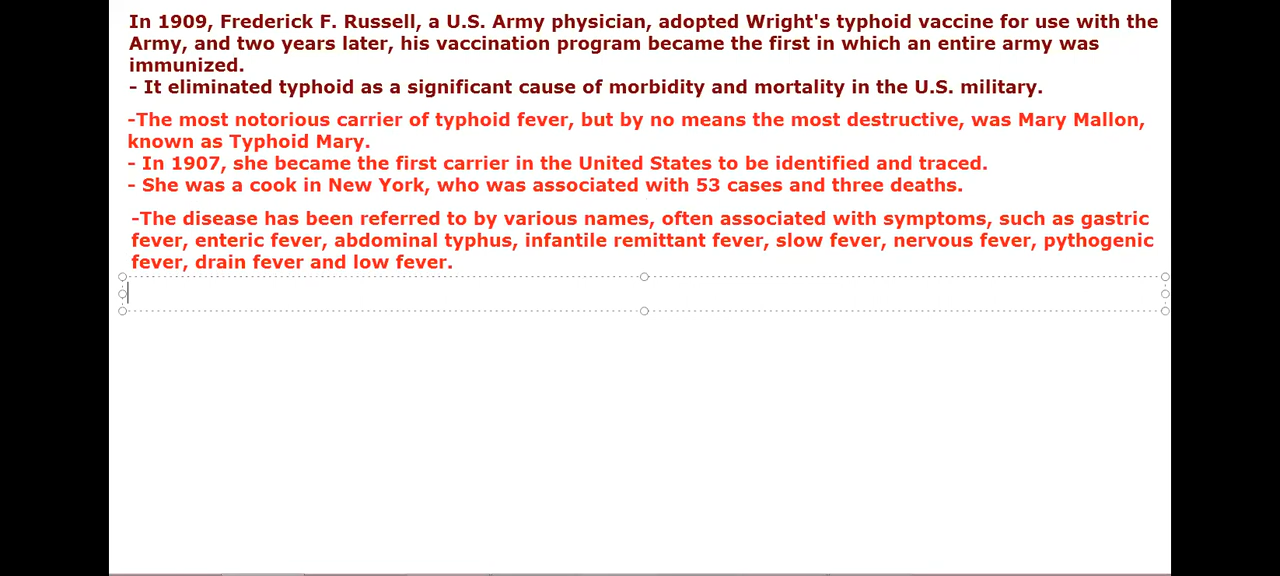 In 1909, Frederick F. Russell, a U.S. Army physician, adopted Wright's typhoid vaccine for use with the
Army, and two years later, his vaccination program became the first in which an entire army was
immunized.
- It eliminated typhoid as a significant cause of morbidity and mortality in the U.S. military.
-The most notorious carrier of typhoid fever, but by no means the most destructive, was Mary Mallon,
known as Typhoid Mary.
- In 1907, she became the first carrier in the United States to be identified and traced.
- She was a cook in New York, who was associated with 53 cases and three deaths.
-The disease has been referred to by various names, often associated with symptoms, such as gastric
fever, enteric fever, abdominal typhus, infantile remittant fever, slow fever, nervous fever, pythogenic
fever, drain fever and low fever.